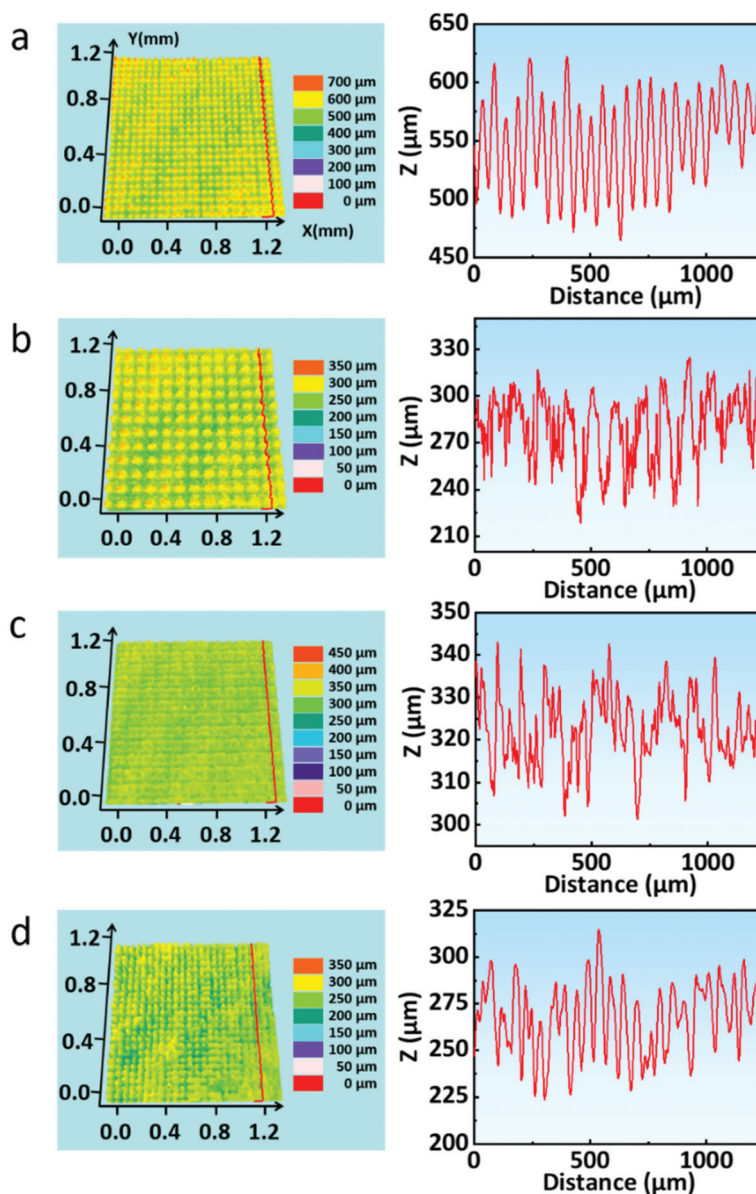 a
Y(mm)
1.2
0.8
0.4
0.0
0.0 0.4 0.8 1.2
X(mm)
700 µm
600 µm
500 µm
400 µm
300 µm
200 µm
100 µm
0 µm
Z (µm)
650
600
550
500
450
0 500 1000
Distance (µm)
b
1.2
0.8
0.4
0.0
0.0 0.4 0.8 1.2
350 µm
300 µm
250 µm
200 µm
150 µm
100 µm
50 µm
0 µm
Z (µm)
330
300
270
240
210
0 500 1000
Distance (µm)
c
1.2
0.8
0.4
0.0
0.0 0.4 0.8 1.2
450 µm
400 µm
350 µm
300 µm
250 µm
200 µm
150 µm
100 µm
50 µm
0 µm
Z (µm)
350
340
330
320
310
300
0 500 1000
Distance (µm)
d
1.2
0.8
0.4
0.0
0.0 0.4 0.8 1.2
350 µm
300 µm
250 µm
200 µm
150 µm
100 µm
50 µm
0 µm
Z (µm)
325
300
275
250
225
200
0 500 1000
Distance (µm)